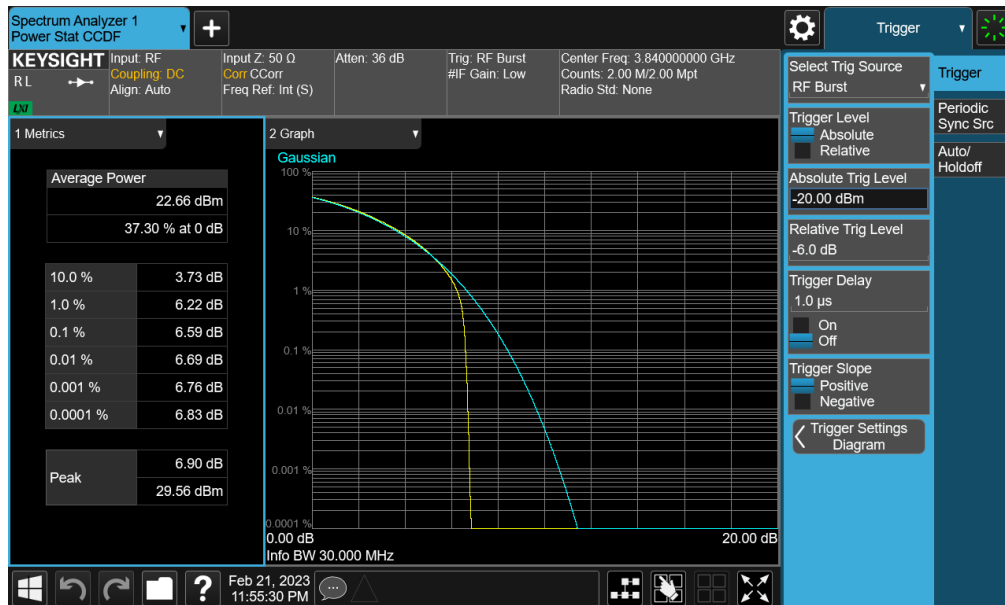 Spectrum Analyzer 1
Power Stat CCDF
+
Trigger
KEYSIGHT
RL
LXI
Input: RF
Coupling: DC
Align: Auto
Input Z: 50 Ω
Corr CCorr
Freq Ref: Int (S)
Atten: 36 dB
Trig: RF Burst
#IF Gain: Low
Center Freq: 3.840000000 GHz
Counts: 2.00 M/2.00 Mpt
Radio Std: None
1 Metrics
Average Power
22.66 dBm
37.30 % at 0 dB
10.0 % 3.73 dB
1.0 % 6.22 dB
0.1 % 6.59 dB
0.01 % 6.69 dB
0.001 % 6.76 dB
0.0001 % 6.83 dB
Peak
6.90 dB
29.56 dBm
2 Graph
Gaussian
100 %
10 %
1 %
0.1 %
0.01 %
0.001 %
0.0001 %
0.00 dB 20.00 dB
Info BW 30.000 MHz
Select Trig Source
RF Burst
Trigger Level
Absolute
Relative
Absolute Trig Level
-20.00 dBm
Relative Trig Level
-6.0 dB
Trigger Delay
1.0 µs
On
Off
Trigger Slope
Positive
Negative
Trigger Settings
Diagram
Trigger
Periodic
Sync Src
Auto/
Holdoff
?
Feb 21, 2023
11:55:30 PM